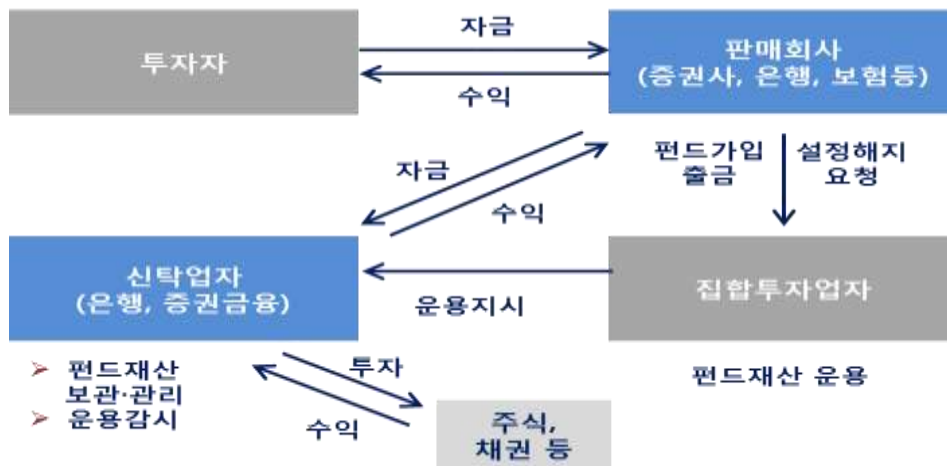 투자자
자금
수익
판매회사
(증권사, 은행, 보험등)
자금
수익
펀드가입
출금
설정해지
요청
신탁업자
(은행, 증권금융)
운용지시
집합투자업자
➢ 펀드재산
보관·관리
➢ 운용감시
투자
수익
주식,
채권 등
펀드재산 운용